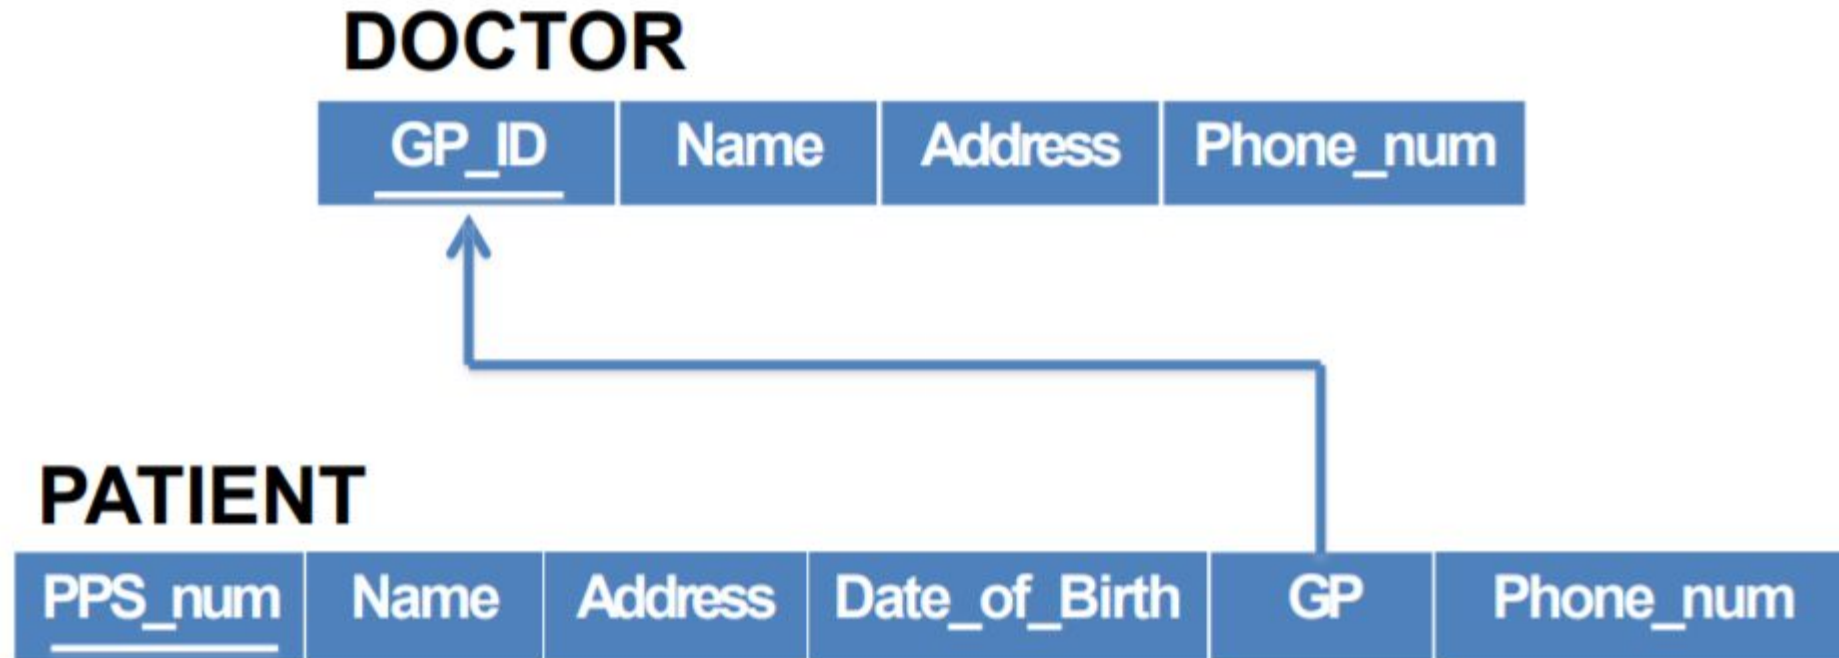 DOCTOR
GP_ID Name Address Phone_num
PATIENT
PPS_num Name Address Date_of_Birth GP Phone_num